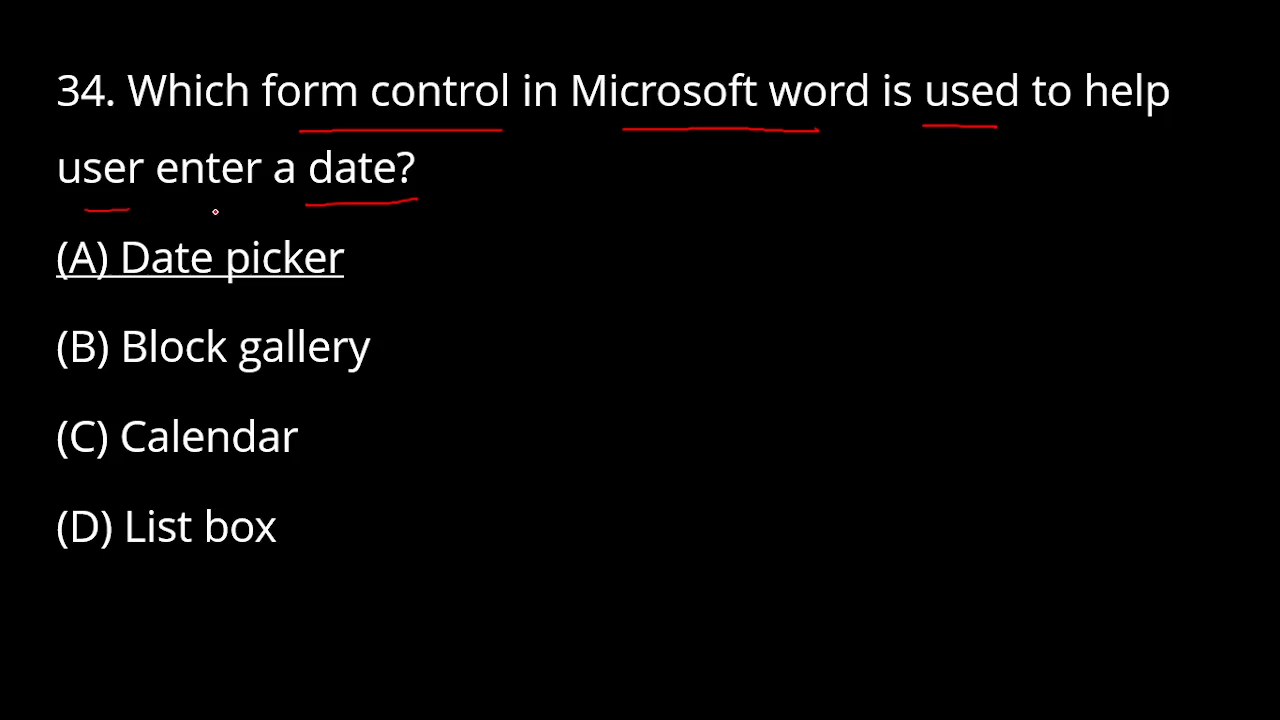 34. Which form control in Microsoft word is used to help
user enter a date?
(A) Date picker
(B) Block gallery
(C) Calendar
(D) List box